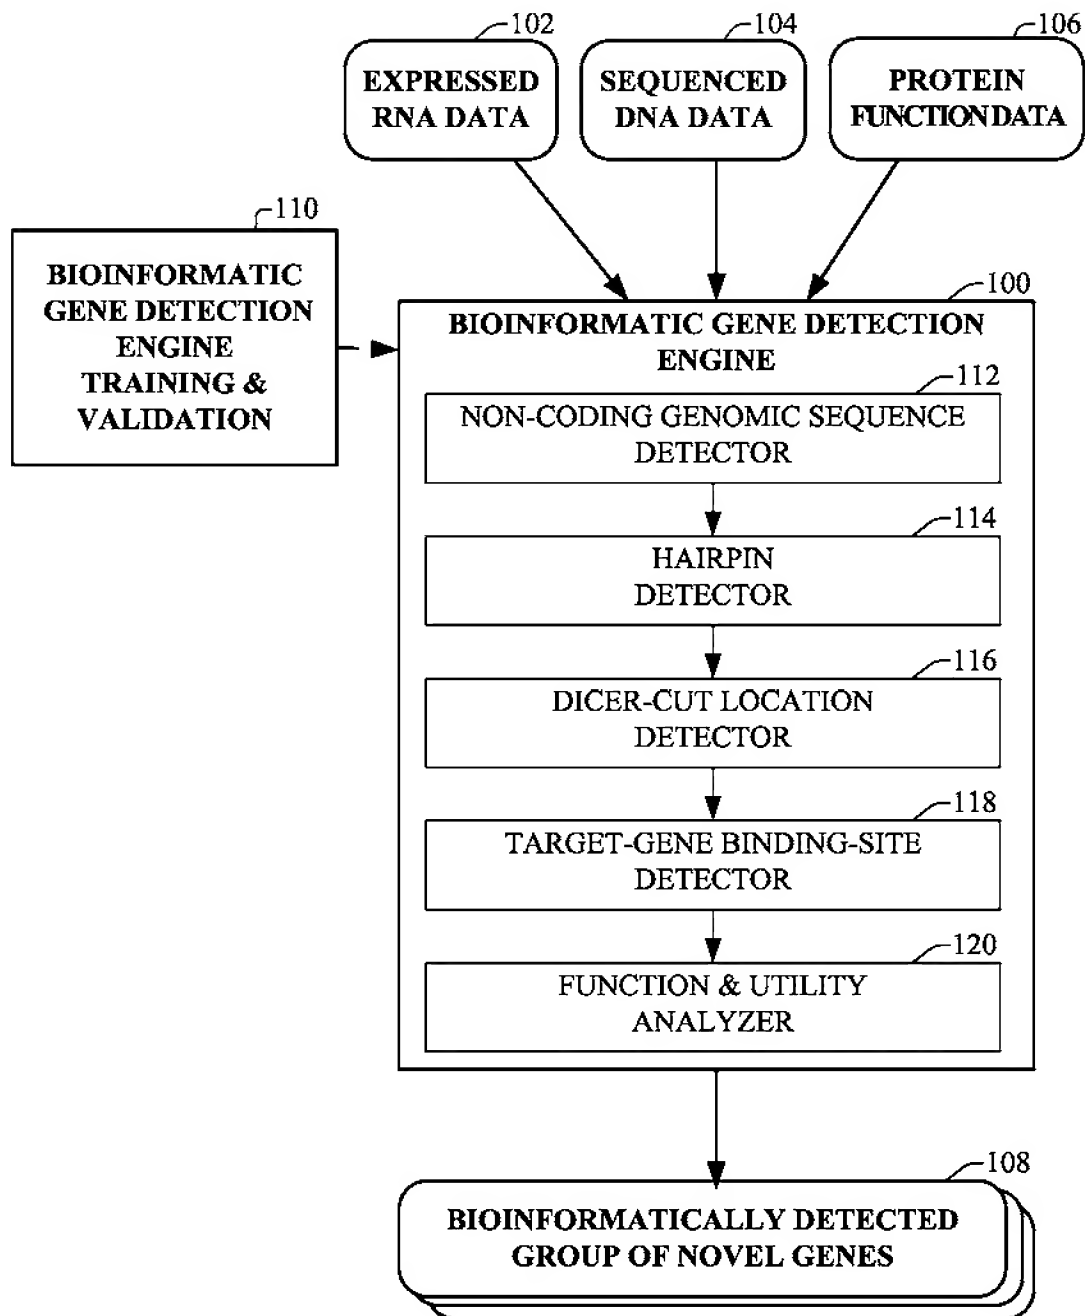 102
EXPRESSED
RNA DATA
104
SEQUENCED
DNA DATA
106
PROTEIN
FUNCTION DATA
110
BIOINFORMATIC
GENE DETECTION
ENGINE
TRAINING &
VALIDATION
100
BIOINFORMATIC GENE DETECTION
ENGINE
112
NON-CODING GENOMIC SEQUENCE
DETECTOR
114
HAIRPIN
DETECTOR
116
DICER-CUT LOCATION
DETECTOR
118
TARGET-GENE BINDING-SITE
DETECTOR
120
FUNCTION & UTILITY
ANALYZER
108
BIOINFORMATICALLY DETECTED
GROUP OF NOVEL GENES